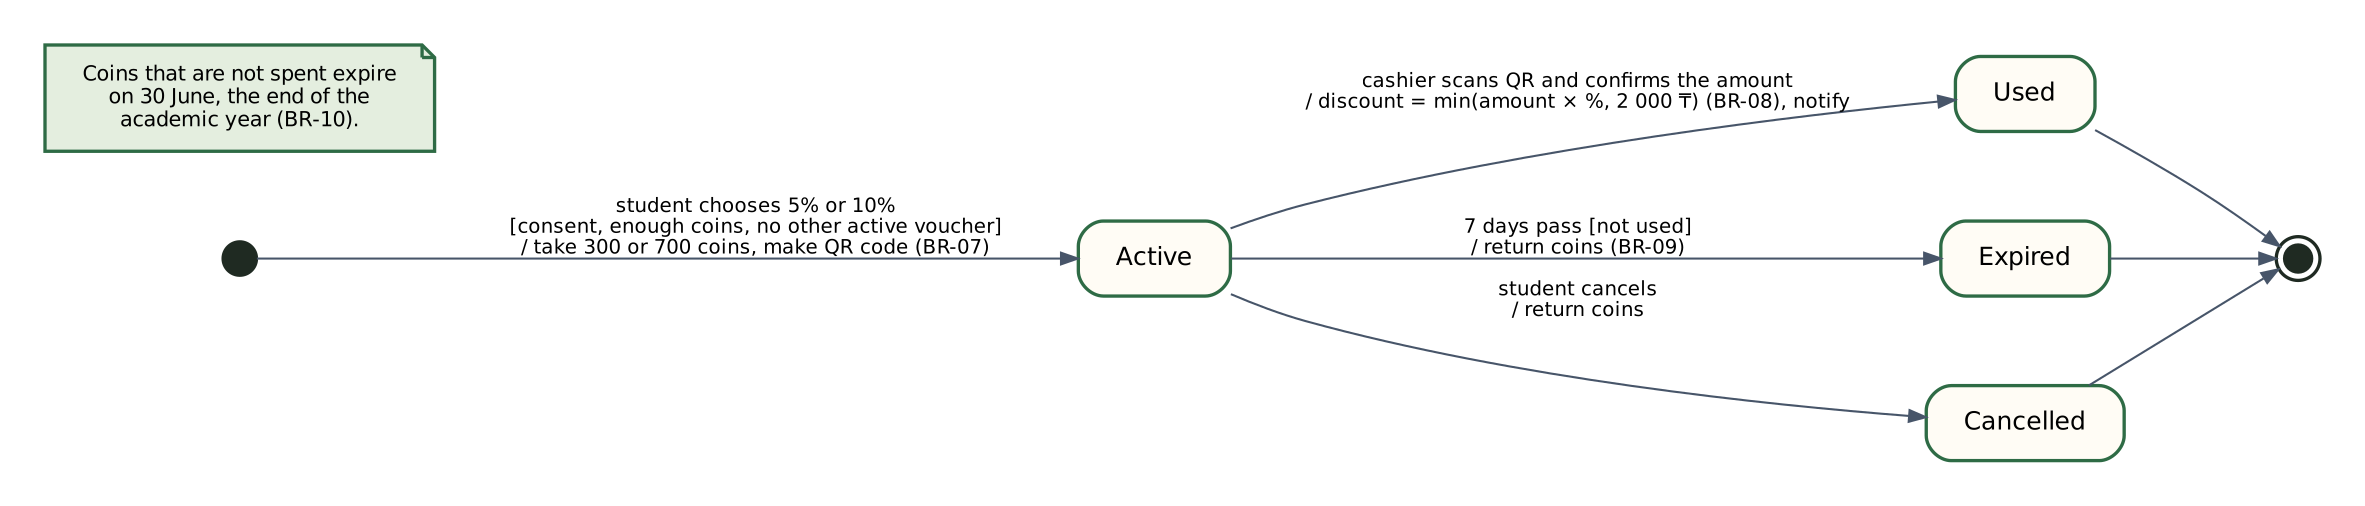 Coins that are not spent expire
on 30 June, the end of the
academic year (BR-10).
student chooses 5% or 10%
[consent, enough coins, no other active voucher]
/ take 300 or 700 coins, make QR code (BR-07)
Active
cashier scans QR and confirms the amount
/ discount = min(amount × %, 2 000 ₸) (BR-08), notify
Used
7 days pass [not used]
/ return coins (BR-09)
Expired
student cancels
/ return coins
Cancelled